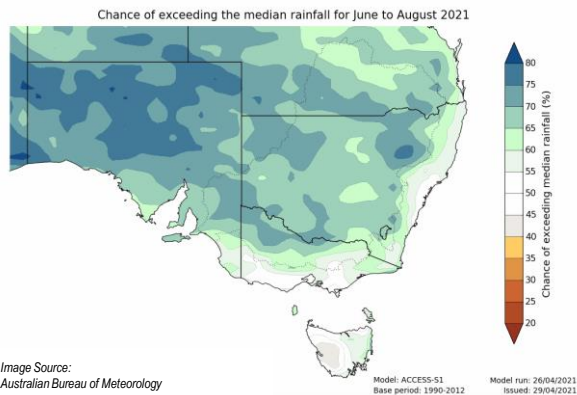 Chance of exceeding the median rainfall for June to August 2021
80
75
70
65
60
55
50
45
40
35
30
25
20
Chance of exceeding median rainfall (%)
Image Source:
Australian Bureau of Meteorology
Model: ACCESS-S1
Base period: 1990-2012
Model run: 26/04/2021
Issued: 29/04/2021